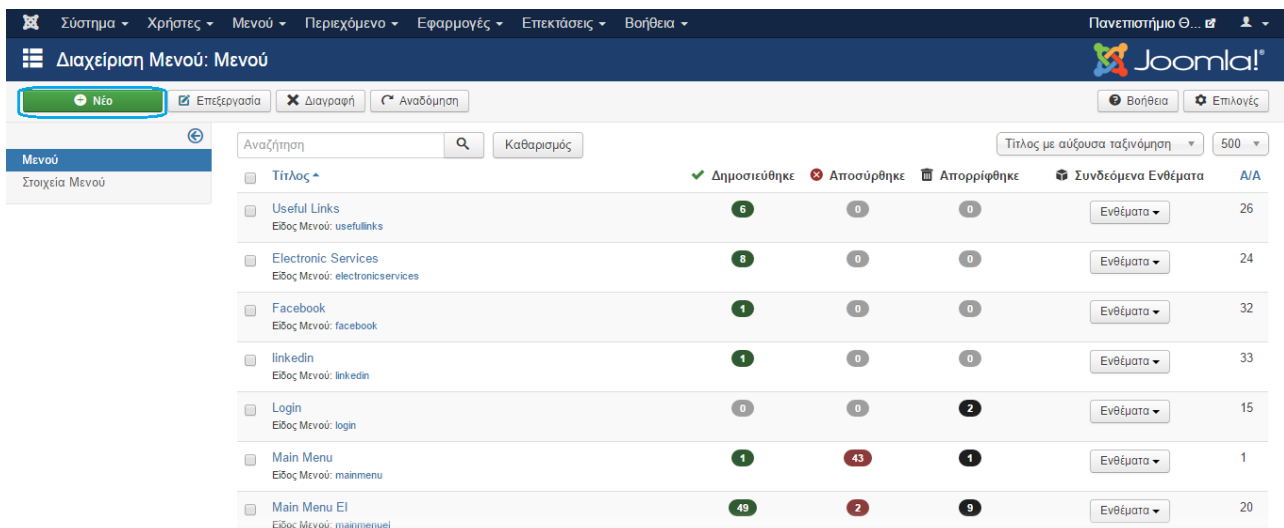 Σύστημα Χρήστες Μενού Περιεχόμενο Εφαρμογές Επεκτάσεις Βοήθεια Πανεπιστήμιο Θ...
Διαχείριση Μενού: Μενού Joomla!®
Νέο Επεξεργασία Διαγραφή Αναδόμηση Βοήθεια Επιλογές
Αναζήτηση Καθαρισμός Τίτλος με αύξουσα ταξινόμηση 500
Μενού
Στοιχεία Μενού
Τίτλος Δημοσιεύθηκε Αποσύρθηκε Απορρίφθηκε Συνδεόμενα Ενθέματα Α/Α
Useful Links 6 0 0 Ενθέματα 26
Είδος Μενού: usefullinks
Electronic Services 8 0 0 Ενθέματα 24
Είδος Μενού: electronicservices
Facebook 1 0 0 Ενθέματα 32
Είδος Μενού: facebook
linkedin 1 0 0 Ενθέματα 33
Είδος Μενού: linkedin
Login 0 0 2 Ενθέματα 15
Είδος Μενού: login
Main Menu 1 43 1 Ενθέματα 1
Είδος Μενού: mainmenu
Main Menu El 49 2 9 Ενθέματα 20
Είδος Μενού: mainmenuel